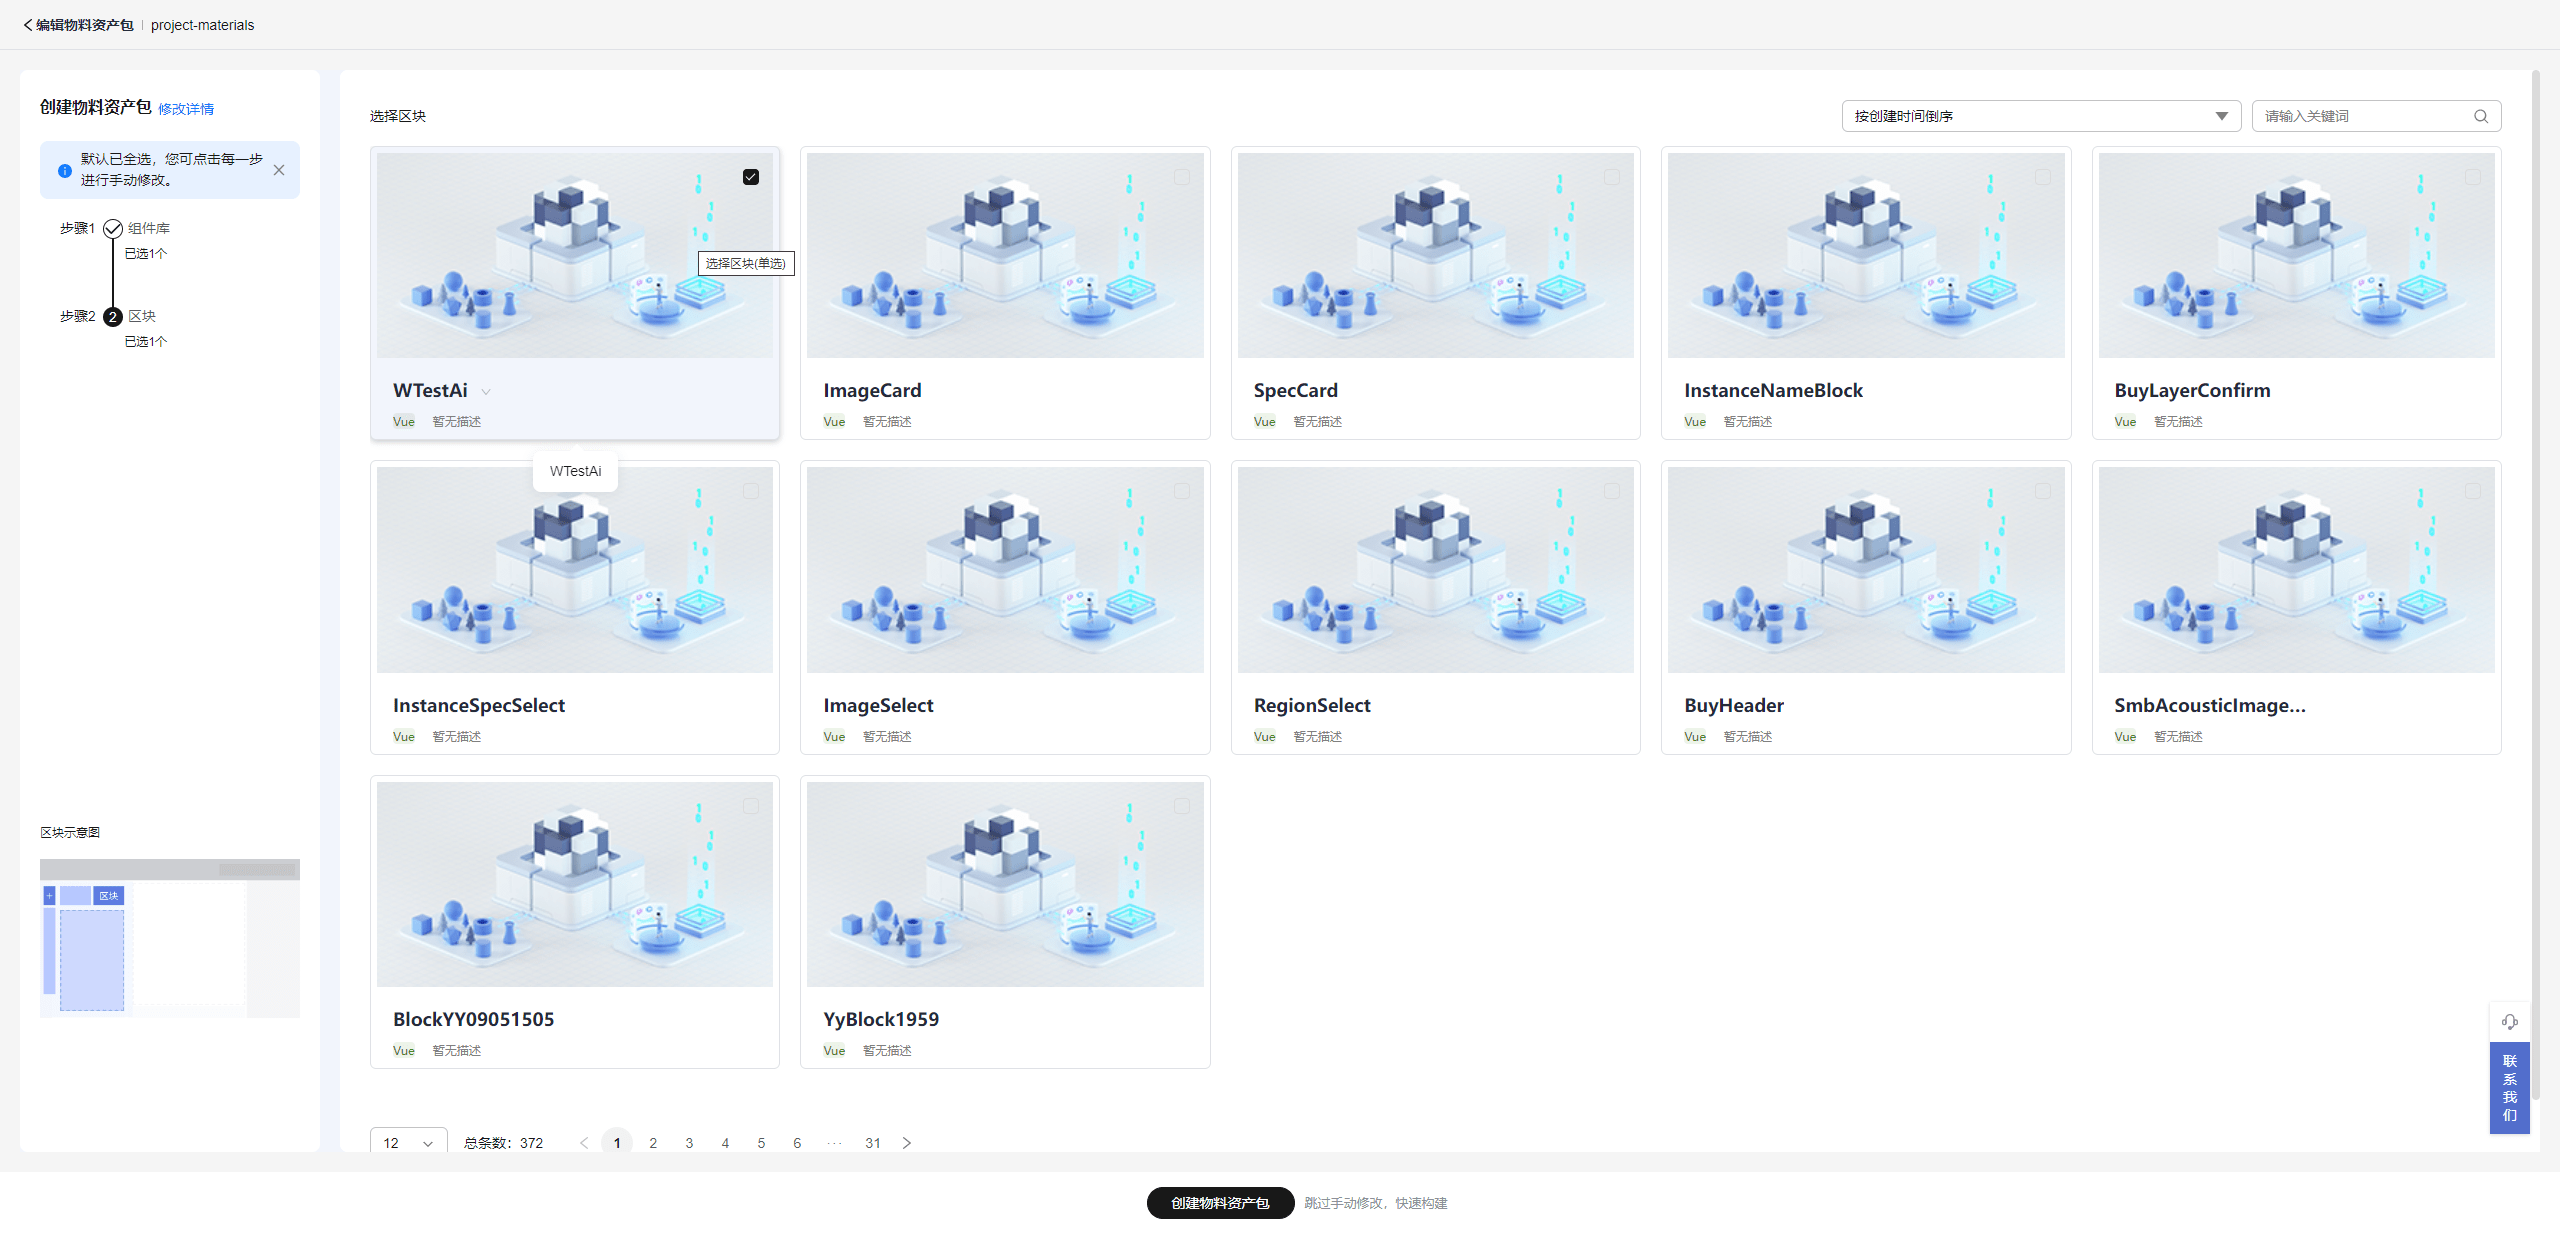 编辑物料资产包 | project-materials
创建物料资产包 修改详情
默认已全选，您可点击每一步
进行手动修改。
步骤1 组件库
已选1个
步骤2 2 区块
已选1个
区块示意图
+ 区块
选择区块
按创建时间倒序
请输入关键词
选择区块(单选)
WTestAi
Vue 暂无描述
ImageCard
Vue 暂无描述
SpecCard
Vue 暂无描述
InstanceNameBlock
Vue 暂无描述
BuyLayerConfirm
Vue 暂无描述
WTestAi
InstanceSpecSelect
Vue 暂无描述
ImageSelect
Vue 暂无描述
RegionSelect
Vue 暂无描述
BuyHeader
Vue 暂无描述
SmbAcousticImage...
Vue 暂无描述
BlockYY09051505
Vue 暂无描述
YyBlock1959
Vue 暂无描述
12 总条数：372 1 2 3 4 5 6 ··· 31
联
系
我
们
创建物料资产包 跳过手动修改，快速构建